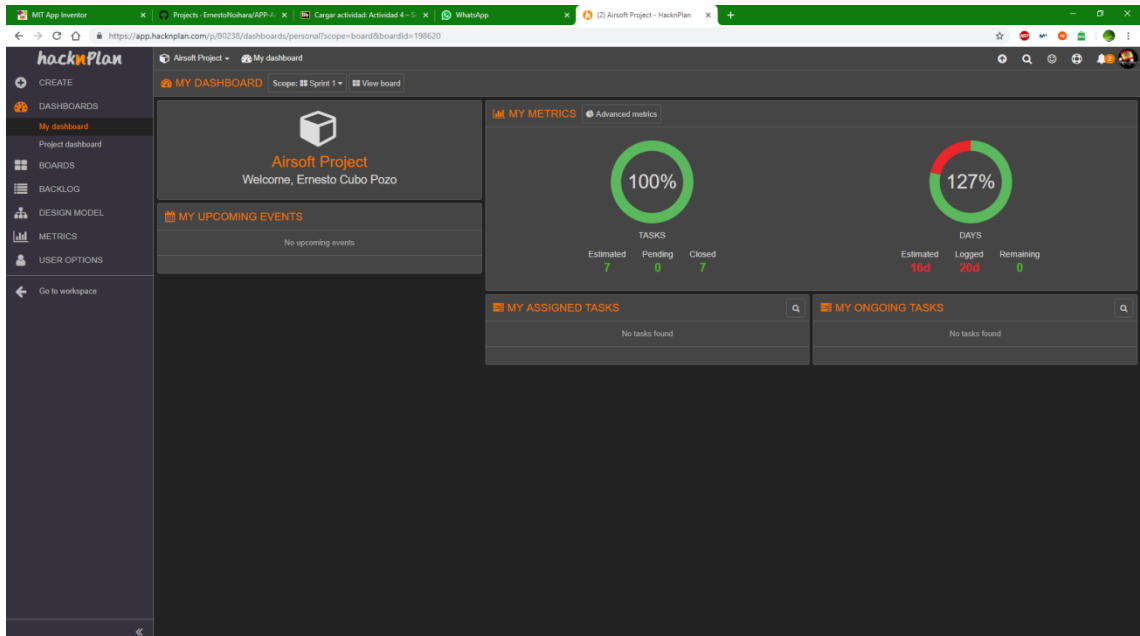 MIT App Inventor
Projects · ErnestoNoihara/APP-A
Cargar actividad: Actividad 4 – S
WhatsApp
(2) Airsoft Project - HacknPlan
https://app.hacknplan.com/p/80238/dashboards/personal?scope=board&boardId=198620
hacknPlan
Airsoft Project
My dashboard
CREATE
DASHBOARDS
My dashboard
Project dashboard
BOARDS
BACKLOG
DESIGN MODEL
METRICS
USER OPTIONS
Go to workspace
MY DASHBOARD
Scope: Sprint 1
View board
Airsoft Project
Welcome, Ernesto Cubo Pozo
MY UPCOMING EVENTS
No upcoming events
MY METRICS
Advanced metrics
100%
TASKS
Estimated Pending Closed
7 0 7
127%
DAYS
Estimated Logged Remaining
16d 20d 0
MY ASSIGNED TASKS
No tasks found
MY ONGOING TASKS
No tasks found